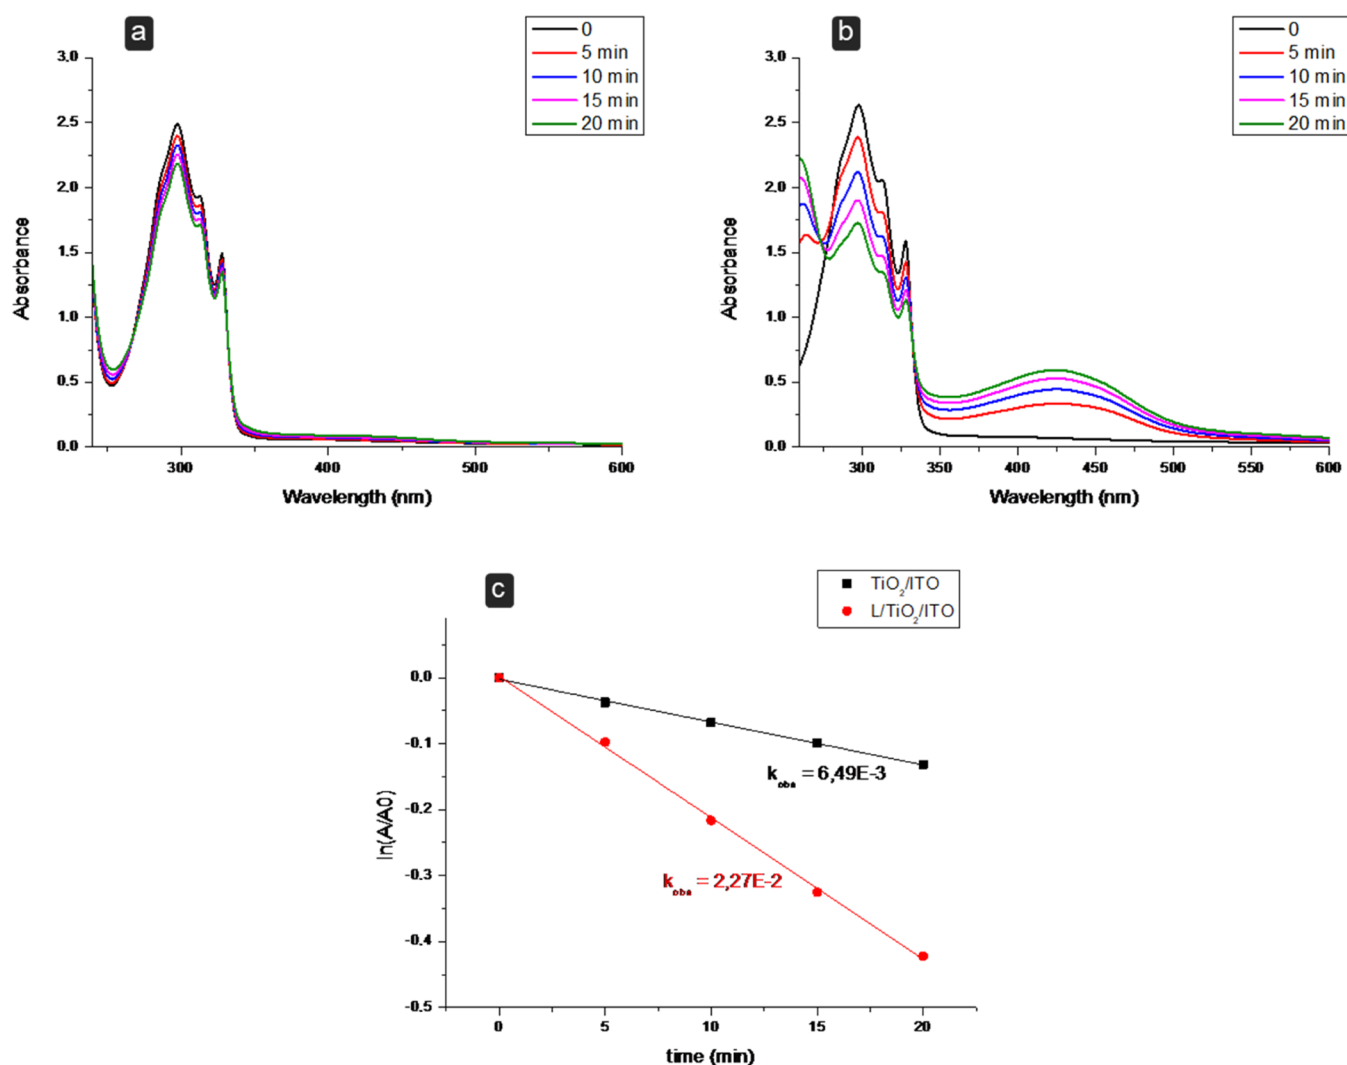 a
0
5 min
10 min
15 min
20 min
3.0
2.5
2.0
1.5
1.0
0.5
0.0
Absorbance
300
400
500
600
Wavelength (nm)
b
0
5 min
10 min
15 min
20 min
3.0
2.5
2.0
1.5
1.0
0.5
0.0
Absorbance
300
350
400
450
500
550
600
Wavelength (nm)
c
TiO2/ITO
L/TiO2/ITO
0.0
-0.1
-0.2
-0.3
-0.4
-0.5
ln(A/A0)
kobs = 6,49E-3
kobs = 2,27E-2
0
5
10
15
20
time (min)